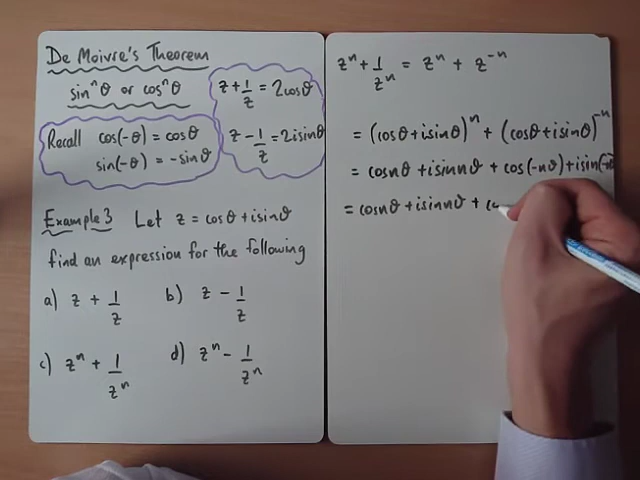 De Moivre's Theorem
sinⁿθ or cosⁿθ
z + 1/z = 2cosθ
z - 1/z = 2isinθ
Recall cos(-θ) = cosθ
sin(-θ) = -sinθ
Example 3 Let z = cosθ + isinθ
find an expression for the following
a) z + 1/z b) z - 1/z
c) zⁿ + 1/zⁿ d) zⁿ - 1/zⁿ
zⁿ + 1/zⁿ = zⁿ + z⁻ⁿ
= (cosθ + isinθ)ⁿ + (cosθ + isinθ)⁻ⁿ
= cosnθ + isinnθ + cos(-nθ) + isin(-nθ)
= cosnθ + isinnθ + co